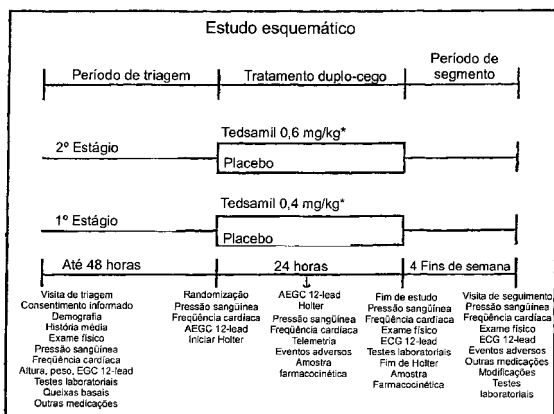 Estudo esquemático
Período de triagem
Tratamento duplo-cego
Período de
segmento
Tedsamil 0,6 mg/kg*
2º Estágio
Placebo
Tedsamil 0,4 mg/kg*
1º Estágio
Placebo
Até 48 horas
24 horas
4 Fins de semana
Visita de triagem
Consentimento informado
Demografia
História média
Exame físico
Pressão sangüínea
Freqüência cardíaca
Altura, peso, EGC 12-lead
Testes laboratoriais
Queixas basais
Outras medicações
Randomização
Pressão sangüínea
Freqüência cardíaca
AEGC 12-lead
Iniciar Holter
AEGC 12-lead
Holter
Pressão sangüínea
Freqüência cardíaca
Telemetria
Eventos adversos
Amostra
farmacocinética
Fim de estudo
Pressão sangüínea
Freqüência cardíaca
Exame físico
ECG 12-lead
Testes laboratoriais
Fim de Holter
Amostra
Farmacocinética
Visita de seguimento,
Pressão sangüínea
Freqüência cardíaca
Exame físico
ECG 12-lead
Eventos adversos
Outras medicações
Modificações
Testes
laboratoriais